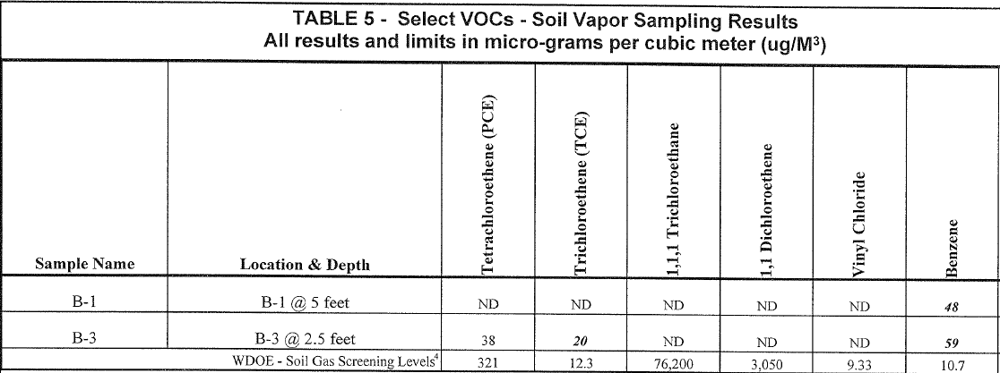 TABLE 5 - Select VOCs - Soil Vapor Sampling Results
All results and limits in micro-grams per cubic meter (ug/M³)
Sample Name Location & Depth Tetrachloroethene (PCE) Trichloroethene (TCE) 1,1,1 Trichloroethane 1,1 Dichloroethene Vinyl Chloride Benzene
B-1 B-1 @ 5 feet ND ND ND ND ND 48
B-3 B-3 @ 2.5 feet 38 20 ND ND ND 59
WDOE - Soil Gas Screening Levels⁴ 321 12.3 76,200 3,050 9.33 10.7